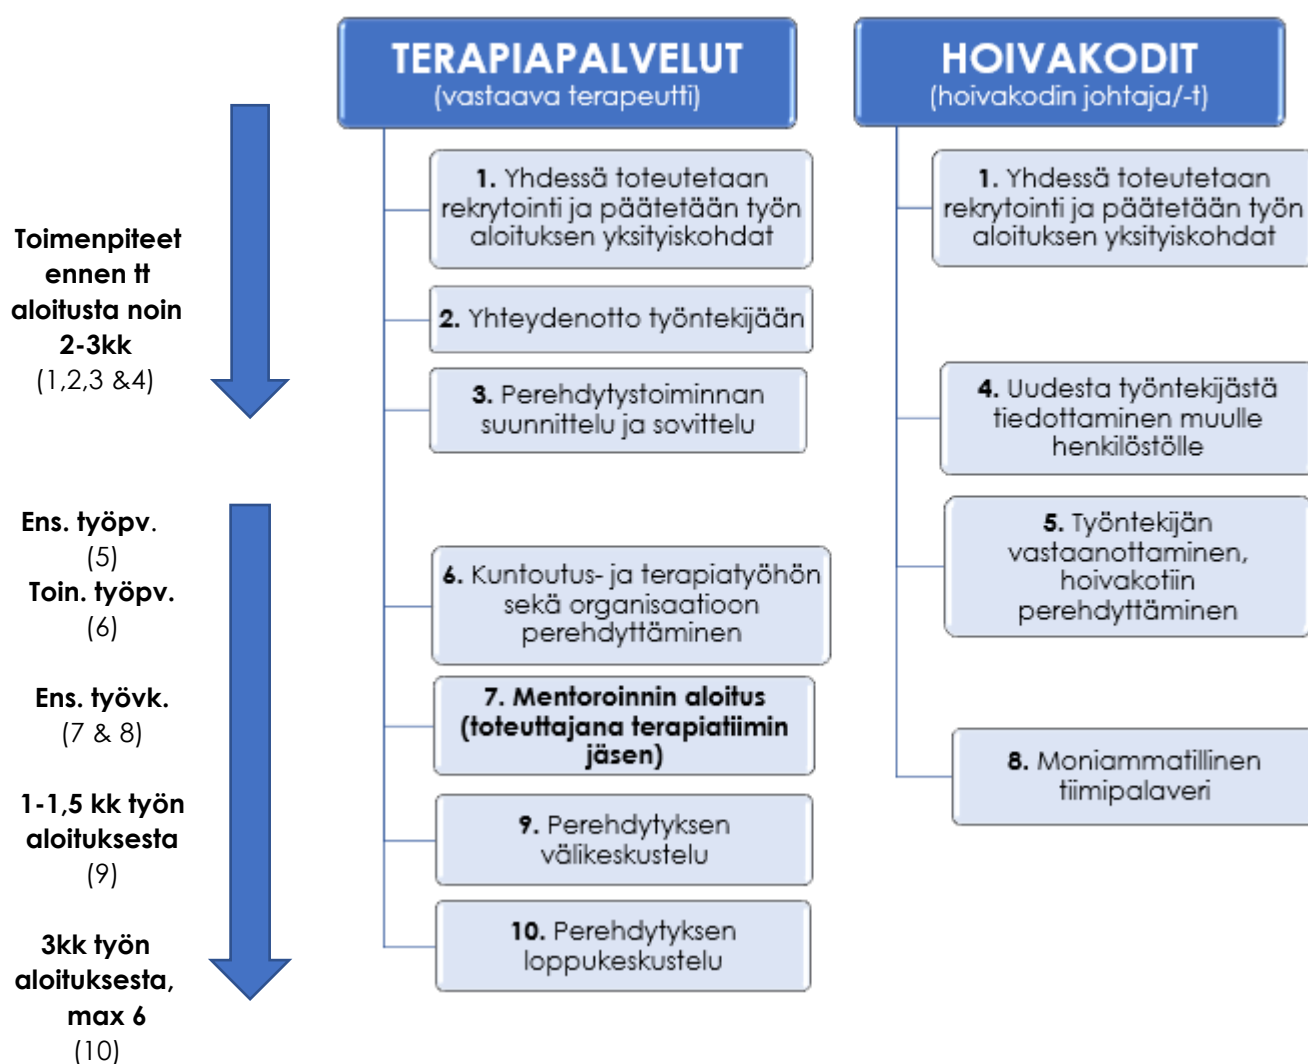 TERAPIAPALVELUT
(vastaava terapeutti)
HOIVAKODIT
(hoivakodin johtaja/-t)
Toimenpiteet
ennen tt
aloitusta noin
2-3kk
(1,2,3 &4)
Ens. työpv.
(5)
Toin. työpv.
(6)
Ens. työvk.
(7 & 8)
1-1,5 kk työn
aloituksesta
(9)
3kk työn
aloituksesta,
max 6
(10)
1. Yhdessä toteutetaan
rekrytointi ja päätetään työn
aloituksen yksityiskohdat
2. Yhteydenotto työntekijään
3. Perehdytystoiminnan
suunnittelu ja sovittelu
6. Kuntoutus- ja terapiatyöhön
sekä organisaatioon
perehdyttäminen
7. Mentoroinnin aloitus
(toteuttajana terapiatiimin
jäsen)
9. Perehdytyksen
välikeskustelu
10. Perehdytyksen
loppukeskustelu
1. Yhdessä toteutetaan
rekrytointi ja päätetään työn
aloituksen yksityiskohdat
4. Uudesta työntekijästä
tiedottaminen muulle
henkilöstölle
5. Työntekijän
vastaanottaminen,
hoivakotiin
perehdyttäminen
8. Moniammatillinen
tiimipalaveri